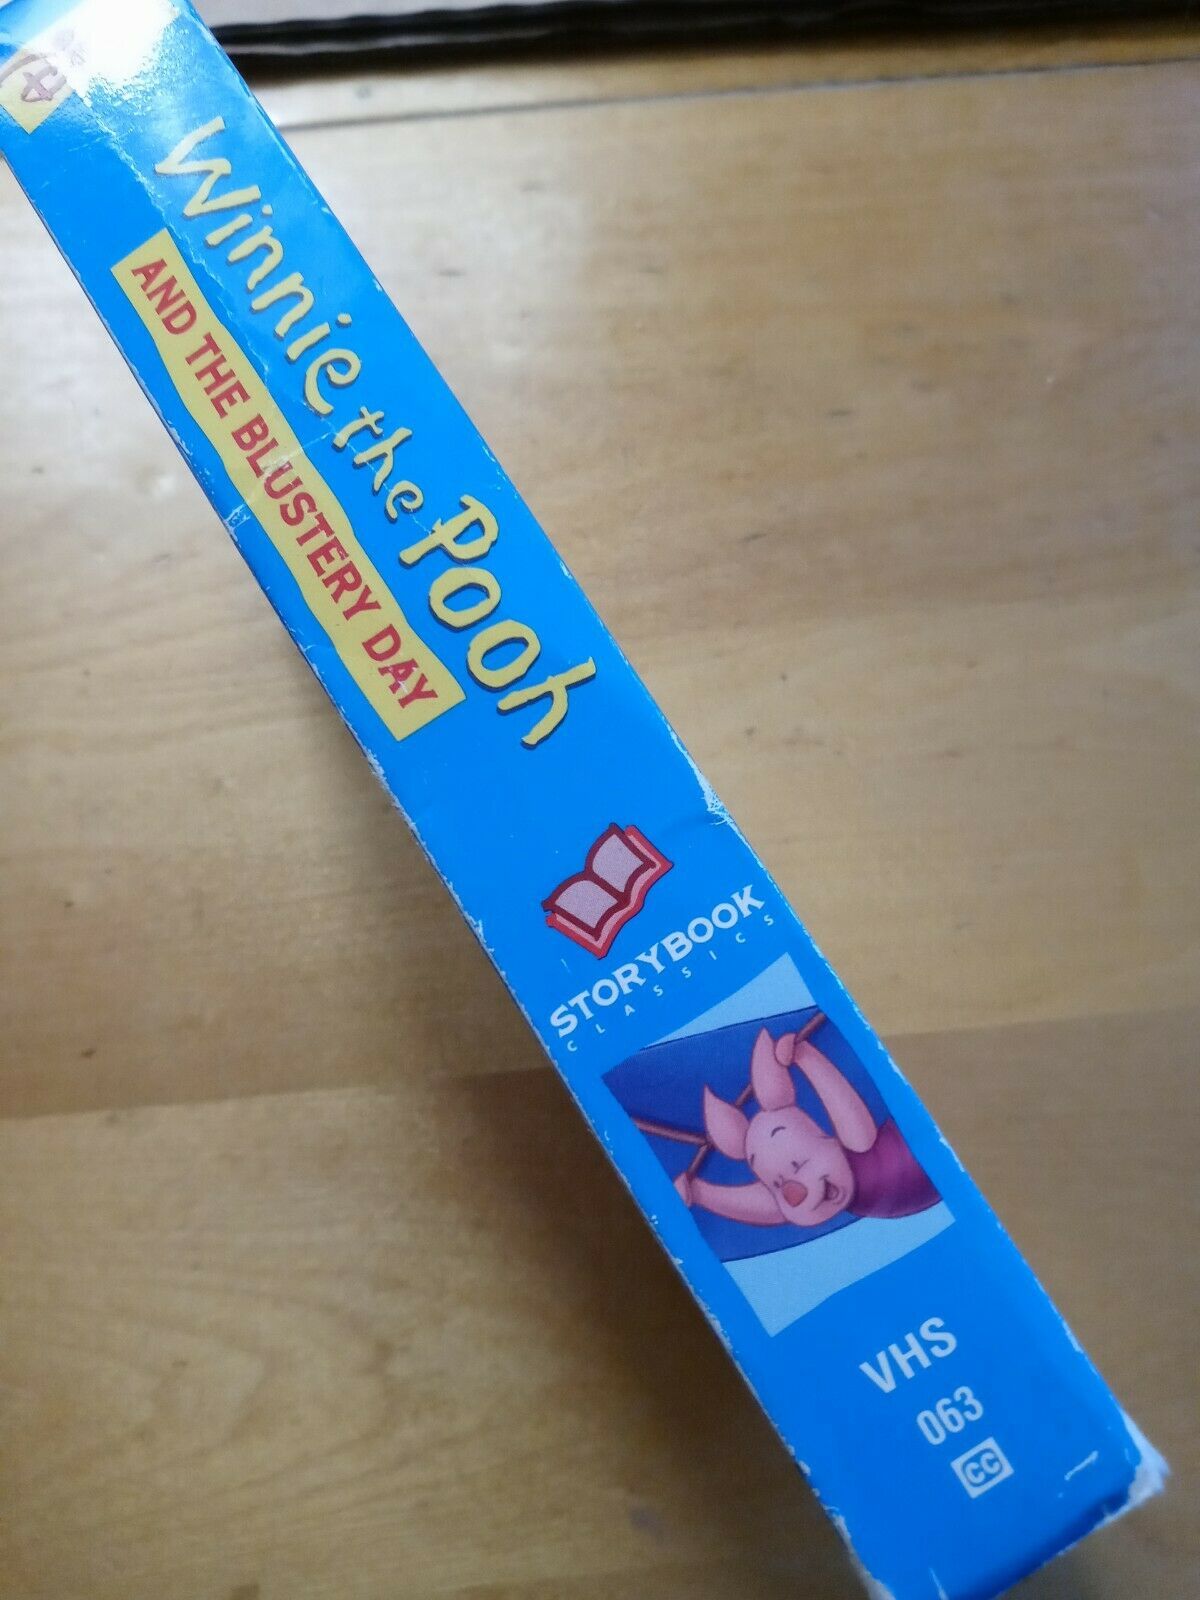 Winnie the Pooh
AND THE BLUSTERY DAY
STORYBOOK
CLASSICS
VHS
063
CC